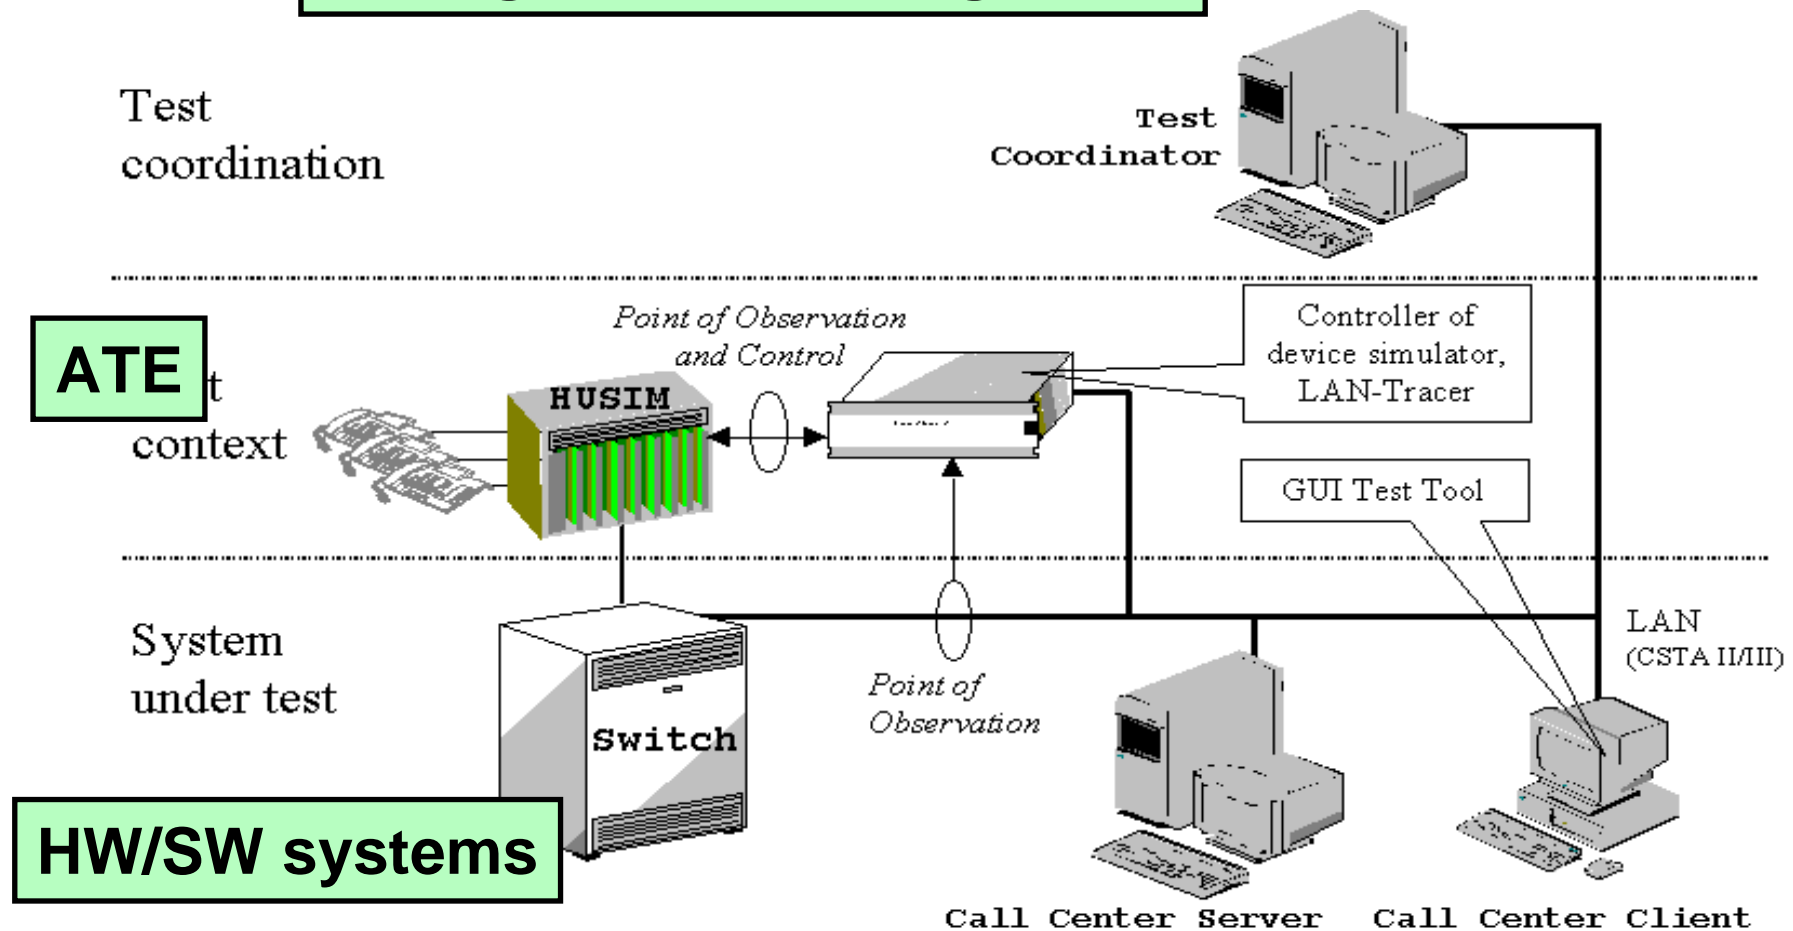 Test
coordination
Test
Coordinator
Point of Observation
and Control
Controller of
device simulator,
LAN-Tracer
ATE
t
context
HUSIM
GUI Test Tool
System
under test
LAN
(CSTA II/III)
Point of
Observation
Switch
HW/SW systems
Call Center Server
Call Center Client